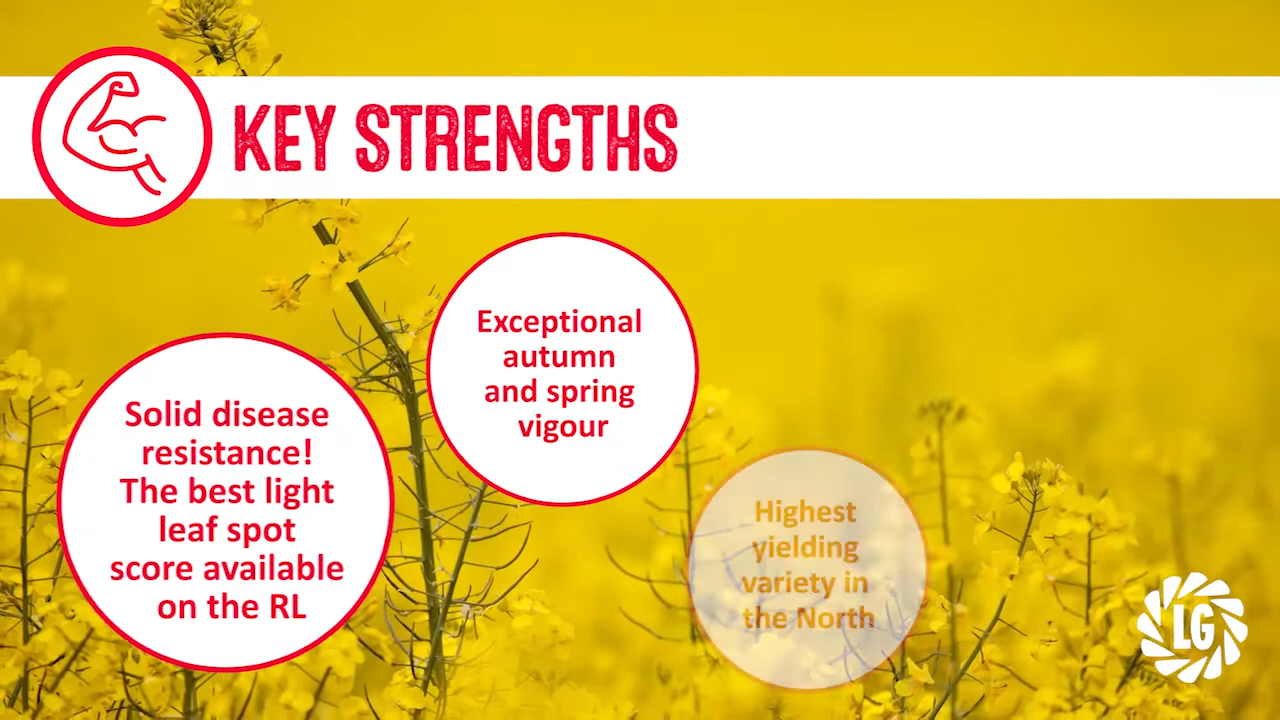 KEY STRENGTHS
Solid disease
resistance!
The best light
leaf spot
score available
on the RL
Exceptional
autumn
and spring
vigour
Highest
yielding
variety in
the North
LG